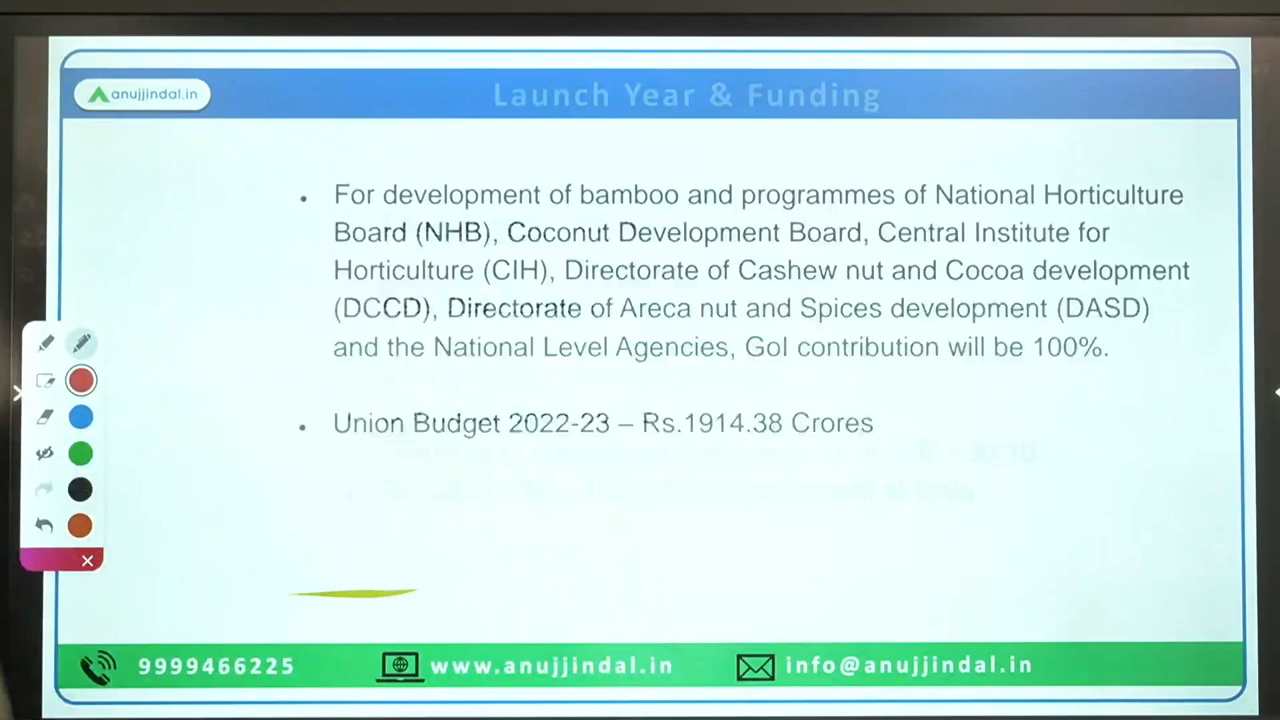 anujjindal.in
Launch Year & Funding
• For development of bamboo and programmes of National Horticulture
Board (NHB), Coconut Development Board, Central Institute for
Horticulture (CIH), Directorate of Cashew nut and Cocoa development
(DCCD), Directorate of Areca nut and Spices development (DASD)
and the National Level Agencies, GoI contribution will be 100%.
• Union Budget 2022-23 – Rs.1914.38 Crores
9999466225
www.anujjindal.in
info@anujjindal.in